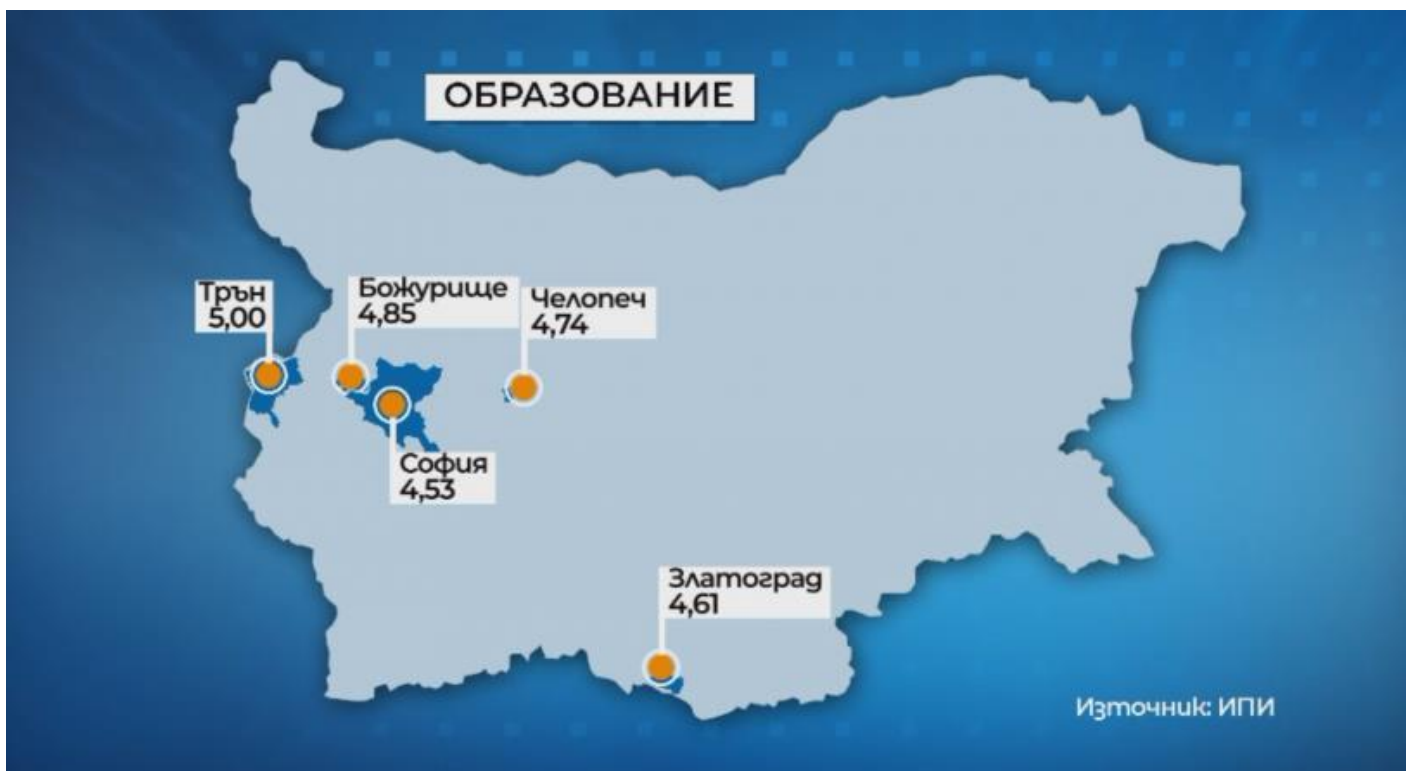 ОБРАЗОВАНИЕ
Трън
5,00
Божурище
4,85
Челопеч
4,74
София
4,53
Златоград
4,61
Източник: ИПИ